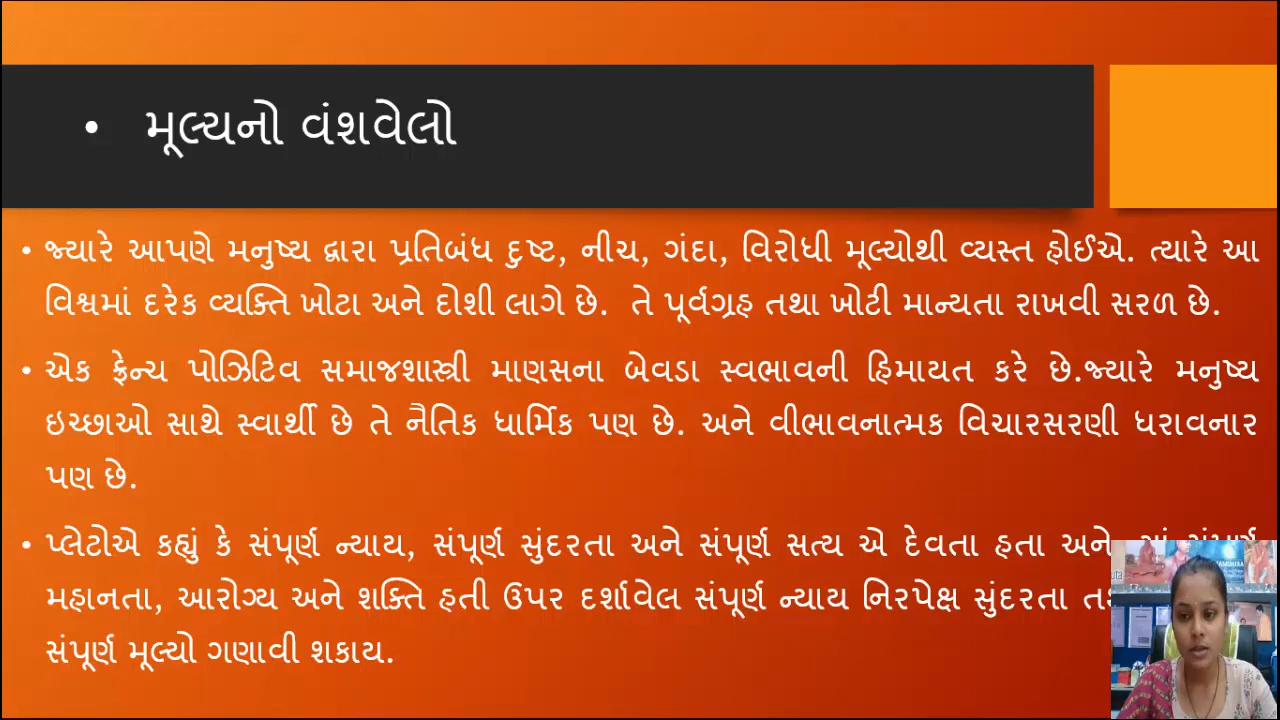 • મૂલ્યનો વંશવેલો
• જ્યારે આપણે મનુષ્ય દ્વારા પ્રતિબંધ દુષ્ટ, નીચ, ગંદા, વિરોધી મૂલ્યોથી વ્યસ્ત હોઈએ. ત્યારે આ
વિશ્વમાં દરેક વ્યક્તિ ખોટા અને દોશી લાગે છે. તે પૂર્વગ્રહ તથા ખોટી માન્યતા રાખવી સરળ છે.
• એક ફ્રેન્ચ પોઝિટિવ સમાજશાસ્ત્રી માણસના બેવડા સ્વભાવની હિમાયત કરે છે.જ્યારે મનુષ્ય
ઇચ્છાઓ સાથે સ્વાર્થી છે તે નૈતિક ધાર્મિક પણ છે. અને વીભાવનાત્મક વિચારસરણી ધરાવનાર
પણ છે.
• પ્લેટોએ કહ્યું કે સંપૂર્ણ ન્યાય, સંપૂર્ણ સુંદરતા અને સંપૂર્ણ સત્ય એ દેવતા હતા અને
મહાનતા, આરોગ્ય અને શક્તિ હતી ઉપર દર્શાવેલ સંપૂર્ણ ન્યાય નિરપેક્ષ સુંદરતા
સંપૂર્ણ મૂલ્યો ગણાવી શકાય.